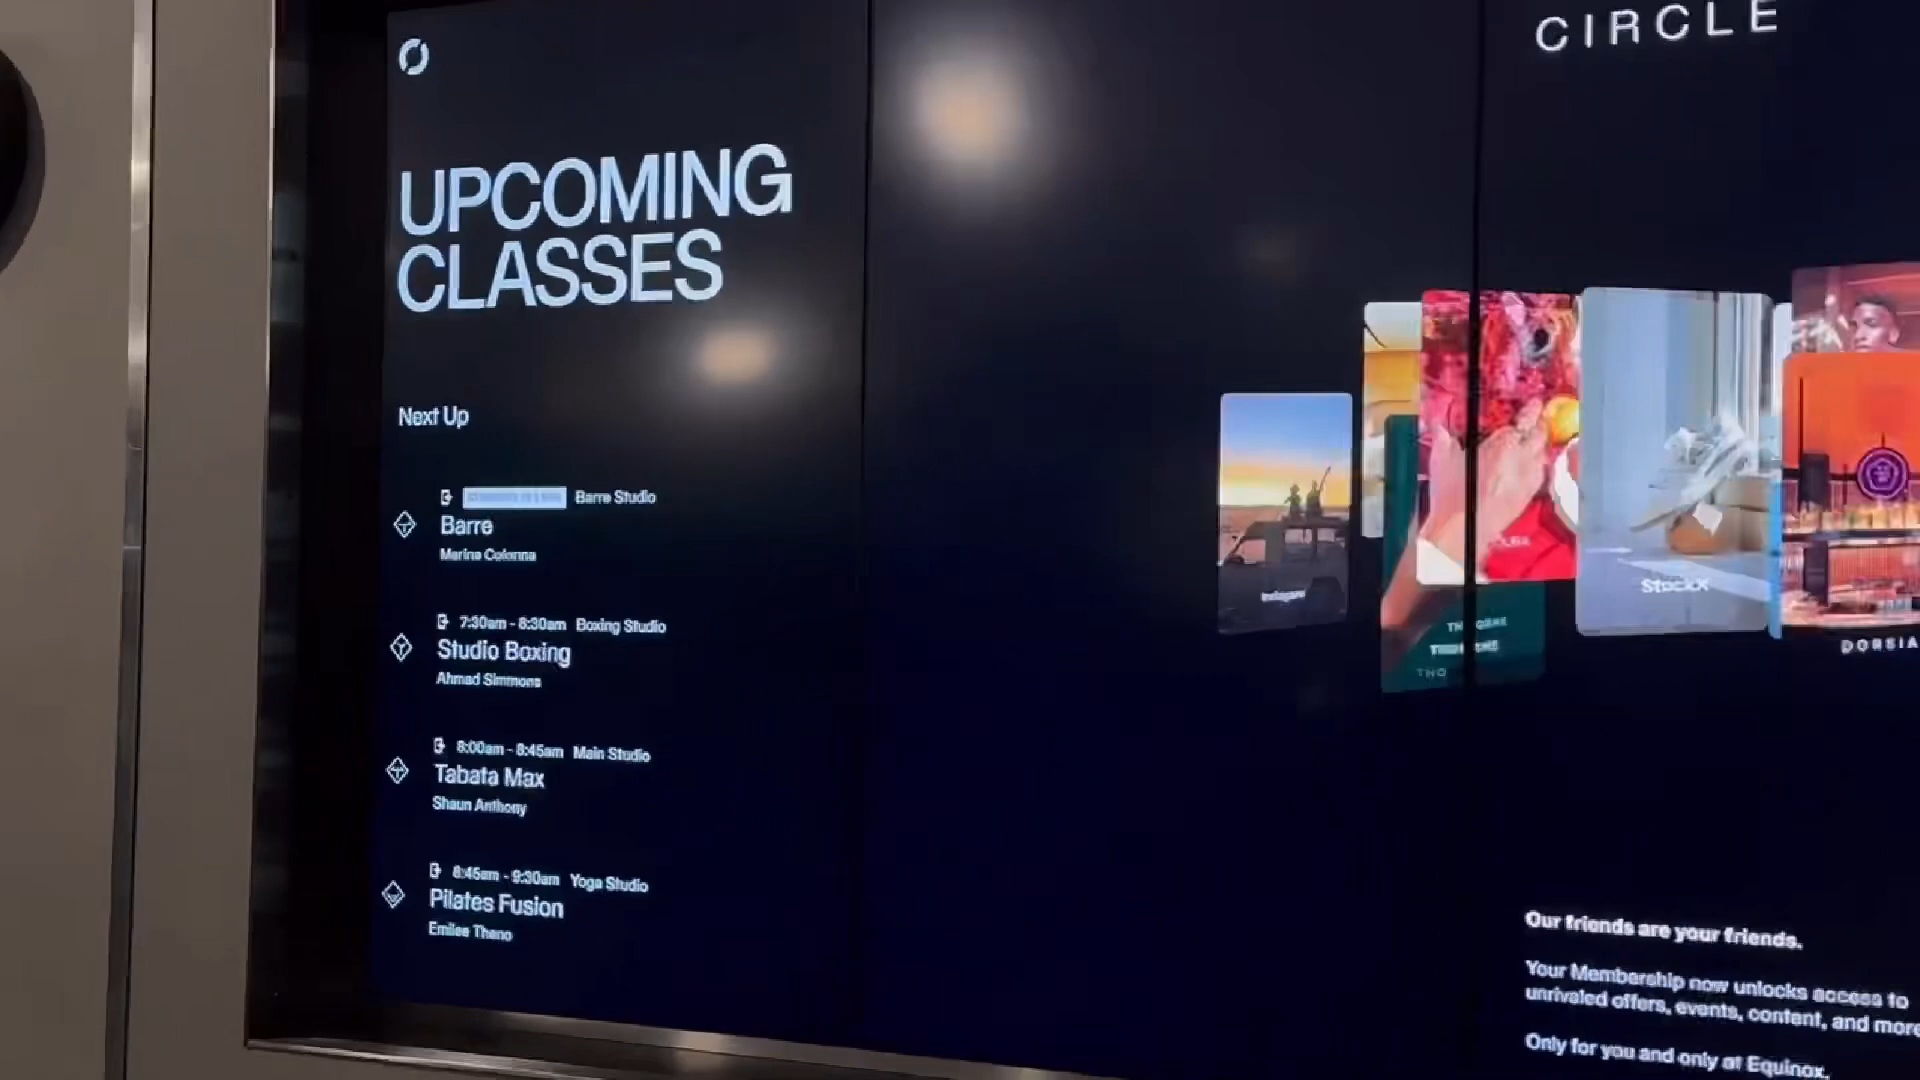 UPCOMING
CLASSES
Next Up
Barre Studio
Barre
Marina Colonna
7:30am - 8:30am Boxing Studio
Studio Boxing
Ahmad Simmons
8:00am - 8:45am Main Studio
Tabata Max
Shaun Anthony
8:45am - 9:30am Yoga Studio
Pilates Fusion
Emilee Theno
CIRCLE
StockX
DORSIA
Our friends are your friends.
Your Membership now unlocks access to
unrivaled offers, events, content, and more
Only for you and only at Equinox.